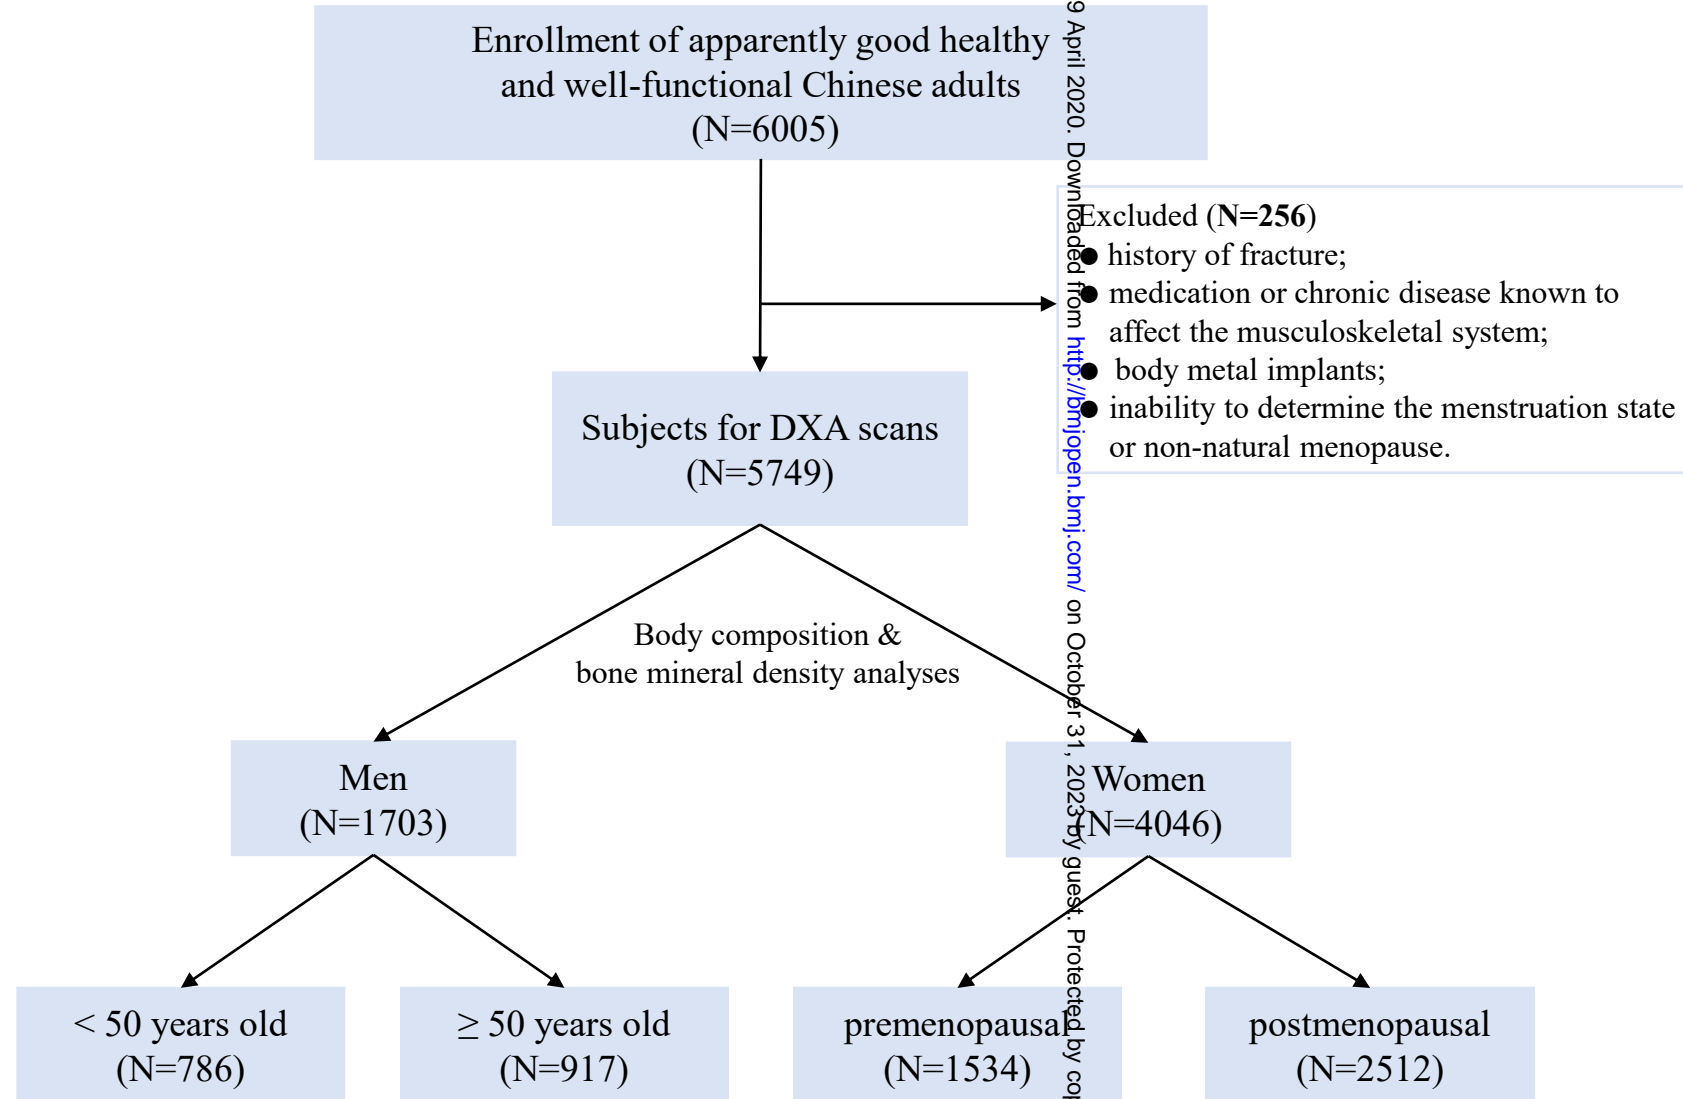 Enrollment of apparently good healthy
and well-functional Chinese adults
(N=6005)
Excluded (N=256)
● history of fracture;
● medication or chronic disease known to
affect the musculoskeletal system;
● body metal implants;
● inability to determine the menstruation state
or non-natural menopause.
Subjects for DXA scans
(N=5749)
Body composition &
bone mineral density analyses
Men
(N=1703)
Women
(N=4046)
< 50 years old
(N=786)
≥ 50 years old
(N=917)
premenopausal
(N=1534)
postmenopausal
(N=2512)
9 April 2020. Downloaded from http://bmjopen.bmj.com/ on October 31, 2023 by guest. Protected by cop